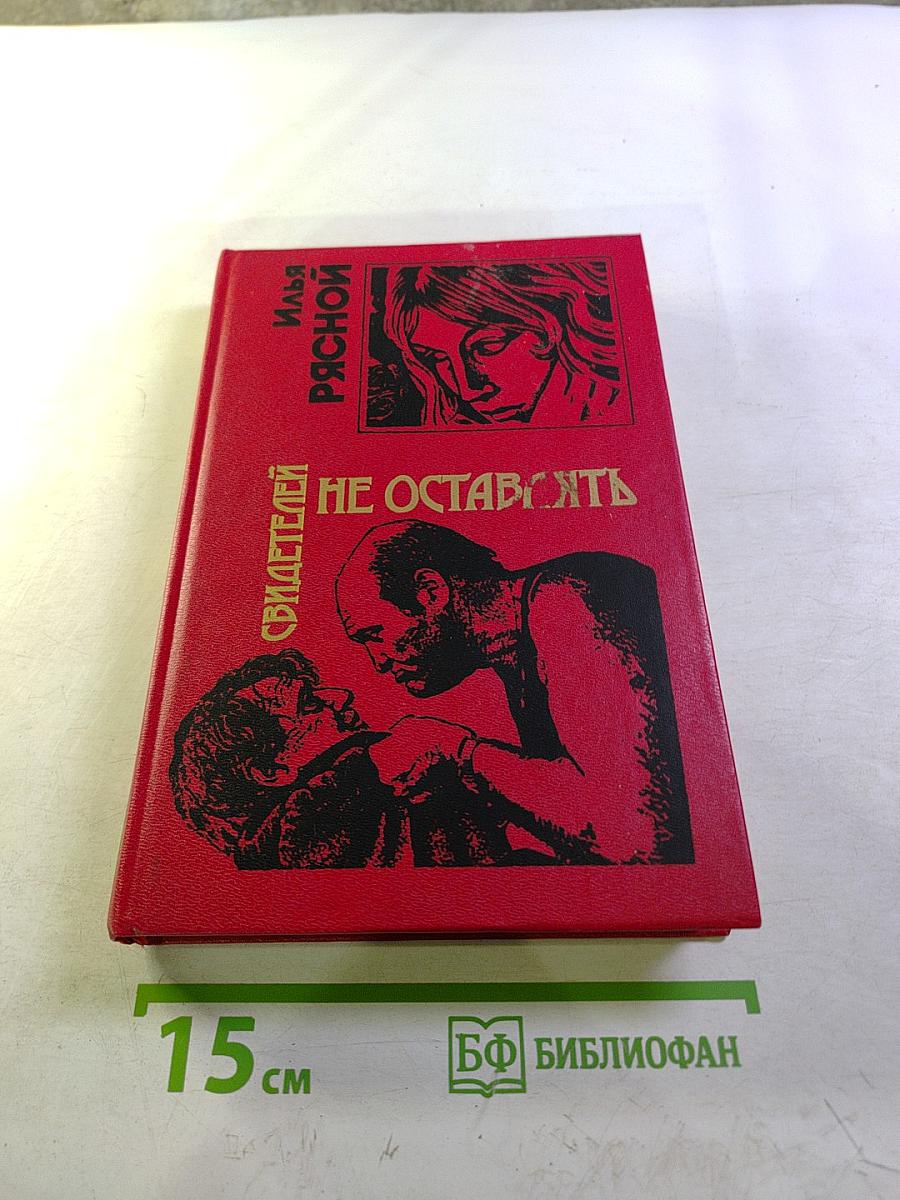 Илья
РЯСНОЙ
СВИДЕТЕЛЕЙ
НЕ ОСТАВЛЯТЬ
15 см
БФ БИБЛИОФАН